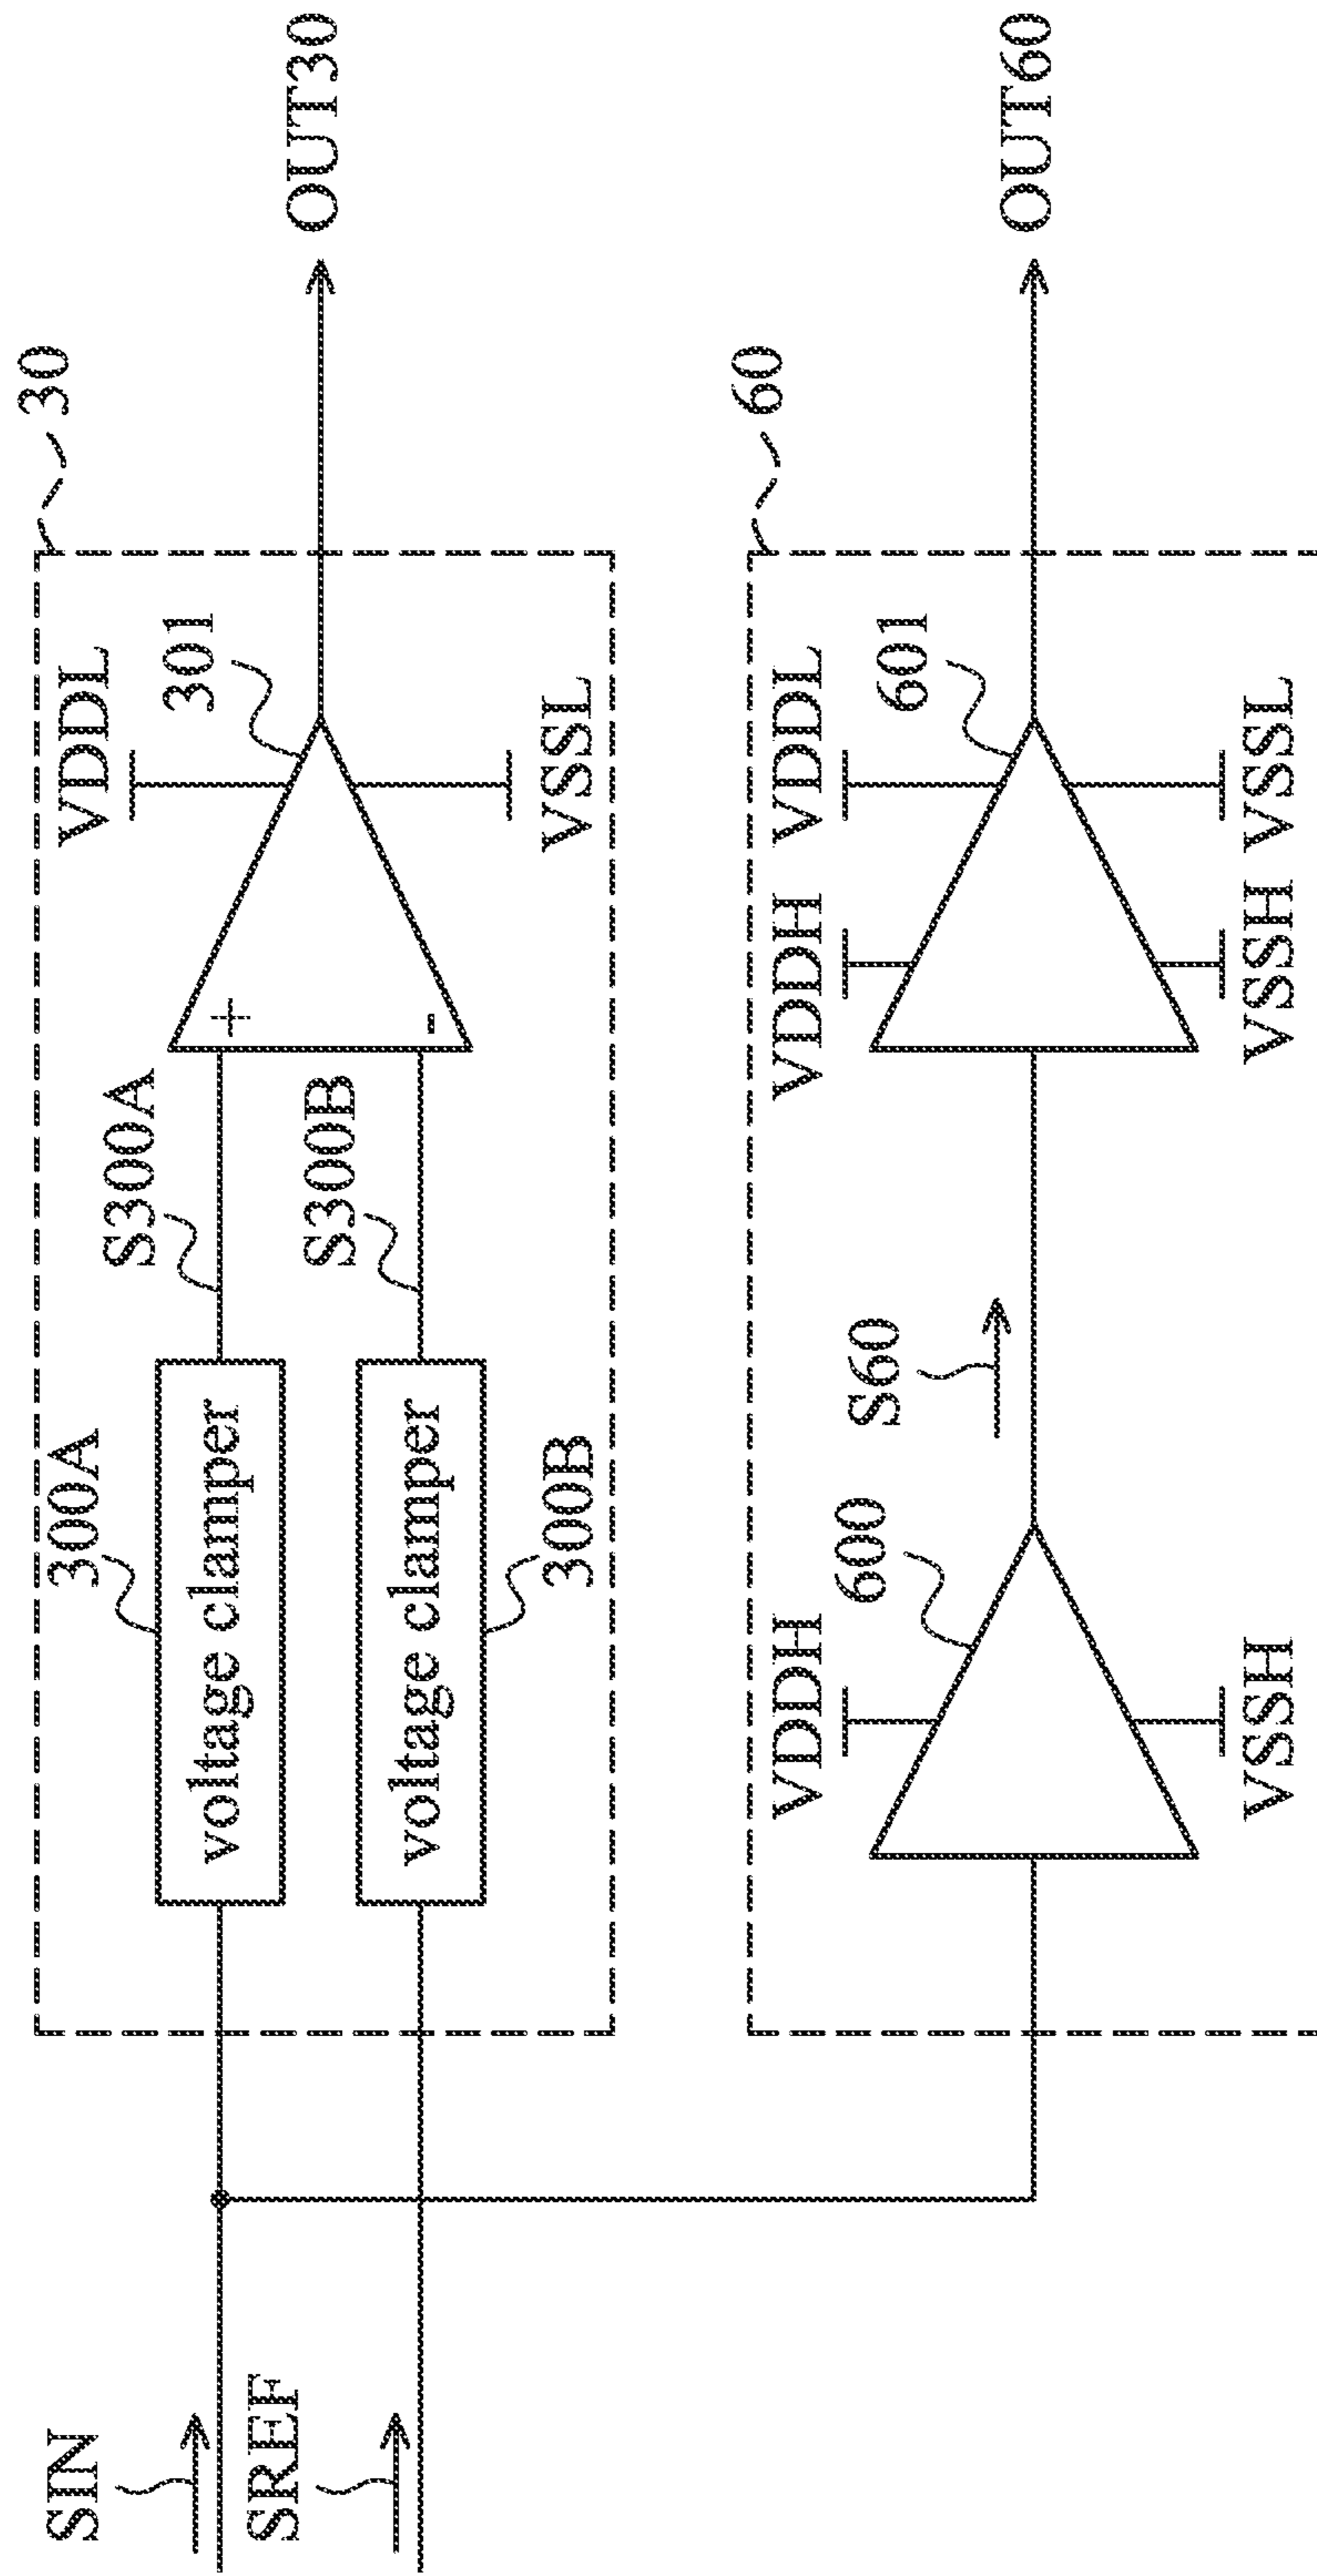 SIN
SREF
300A
voltage clamper
voltage clamper
300B
S300A
S300B
+
-
VDDL
301
VSSL
30
OUT30
VDDH
600
VSSH
S60
VDDH VDDL
601
VSSH VSSL
60
OUT60